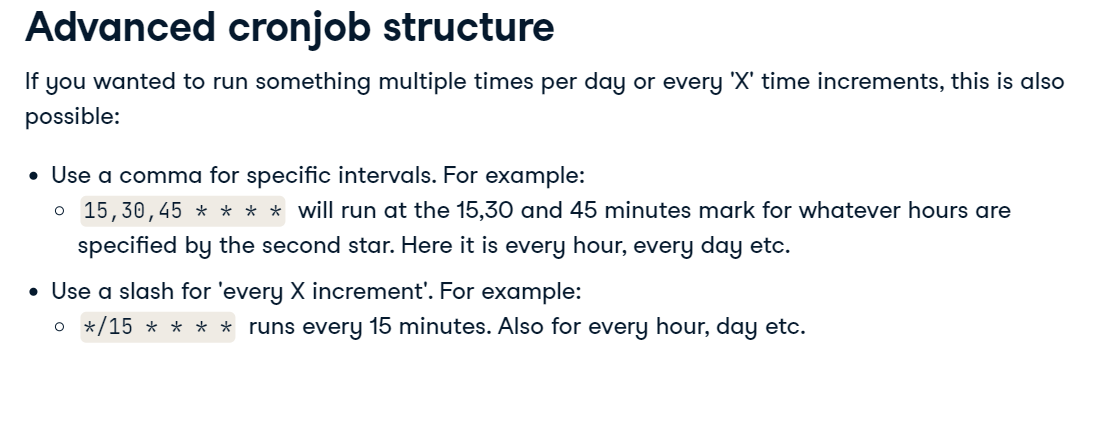 Advanced cronjob structure
If you wanted to run something multiple times per day or every 'X' time increments, this is also
possible:
• Use a comma for specific intervals. For example:
○ 15,30,45 * * * * will run at the 15,30 and 45 minutes mark for whatever hours are
specified by the second star. Here it is every hour, every day etc.
• Use a slash for 'every X increment'. For example:
○ */15 * * * * runs every 15 minutes. Also for every hour, day etc.